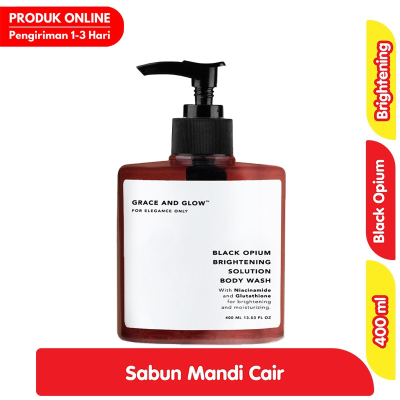 PRODUK ONLINE
Pengiriman 1-3 Hari
GRACE AND GLOW™
FOR ELEGANCE ONLY
BLACK OPIUM
BRIGHTENING
SOLUTION
BODY WASH
With Niacinamide
and Glutathione
for brightening
and moisturizing.
400 ML 13.53 FL OZ
Brightening
Black Opium
400 ml
Sabun Mandi Cair